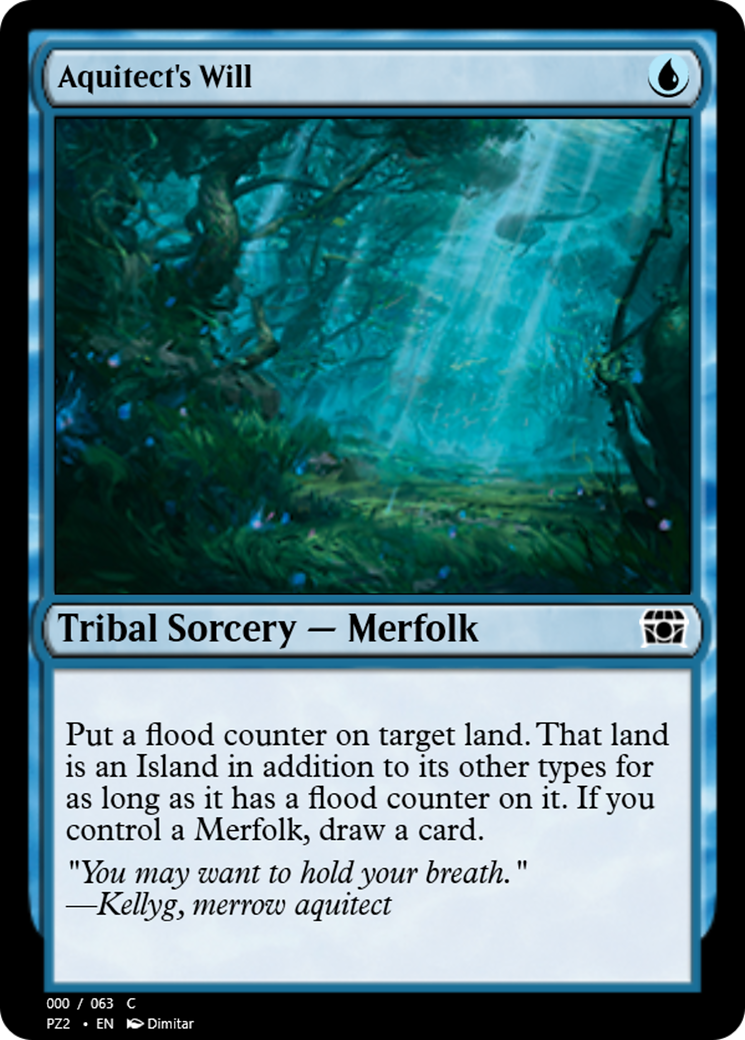 Aquitect's Will
Tribal Sorcery — Merfolk
Put a flood counter on target land. That land
is an Island in addition to its other types for
as long as it has a flood counter on it. If you
control a Merfolk, draw a card.
"You may want to hold your breath."
—Kellyg, merrow aquitect
000 / 063 C
PZ2 • EN Dimitar